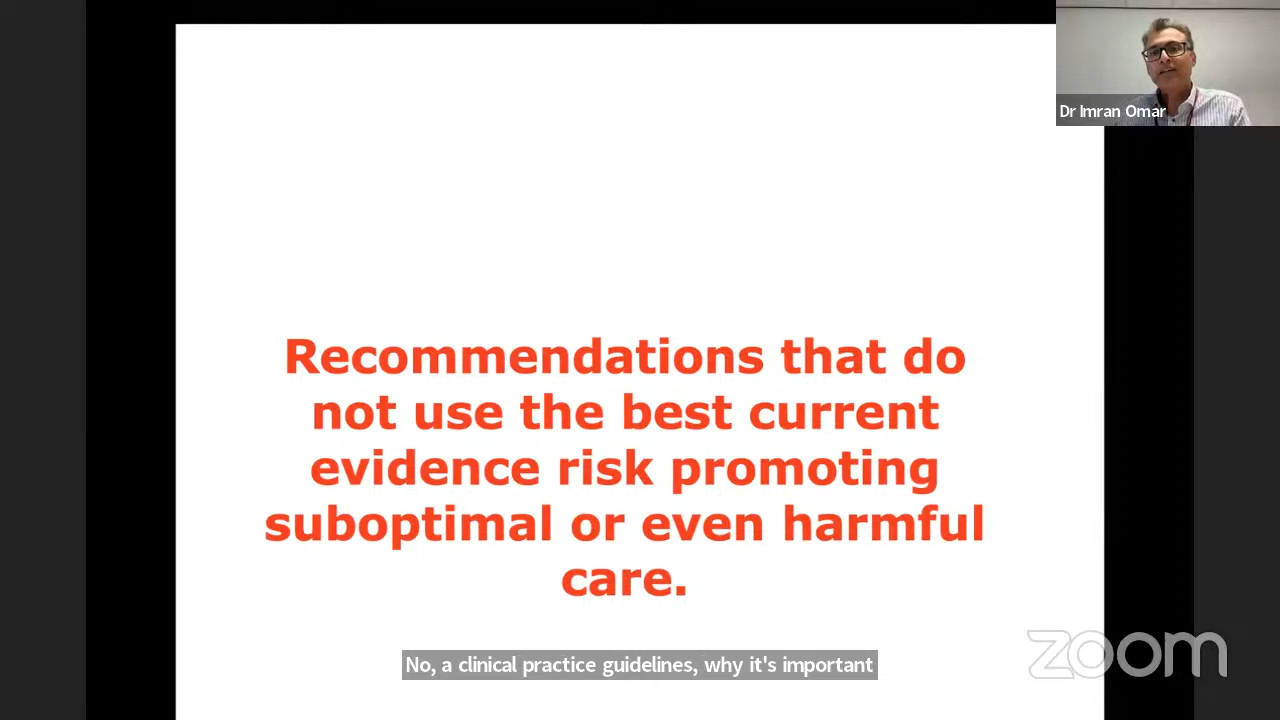 Dr Imran Omar
Recommendations that do
not use the best current
evidence risk promoting
suboptimal or even harmful
care.
No, a clinical practice guidelines, why it's important
zoom